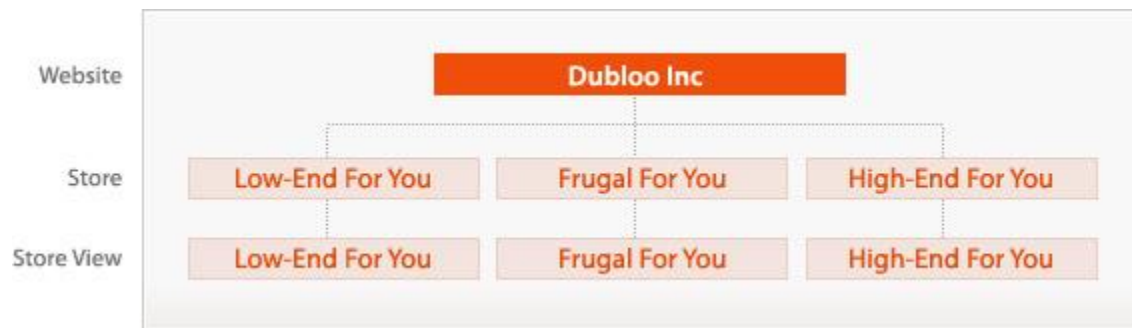 Website
Dubloo Inc
Store
Low-End For You
Frugal For You
High-End For You
Store View
Low-End For You
Frugal For You
High-End For You